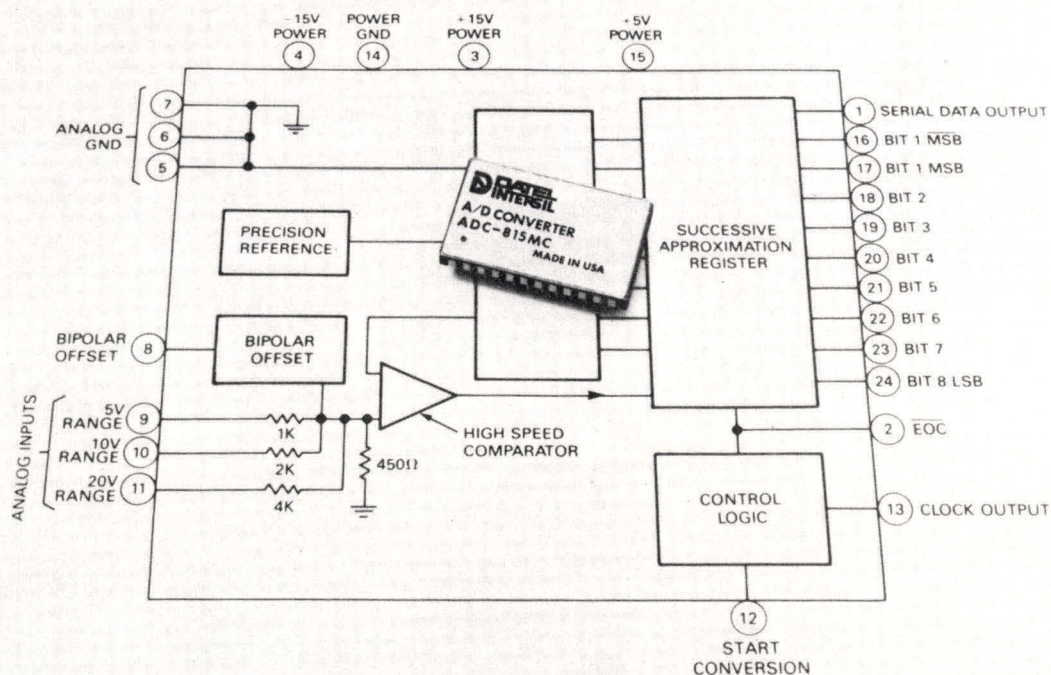 -15V
POWER
4
POWER
GND
14
+15V
POWER
3
+5V
POWER
15
ANALOG
GND
7
6
5
PRECISION
REFERENCE
BIPOLAR
OFFSET
8
BIPOLAR
OFFSET
ANALOG INPUTS
5V
RANGE
9
10V
RANGE
10
20V
RANGE
11
1K
2K
4K
450Ω
HIGH SPEED
COMPARATOR
DATEL
INTERSIL
A/D CONVERTER
ADC-815MC
MADE IN USA
SUCCESSIVE
APPROXIMATION
REGISTER
1 SERIAL DATA OUTPUT
16 BIT 1 M̅S̅B̅
17 BIT 1 MSB
18 BIT 2
19 BIT 3
20 BIT 4
21 BIT 5
22 BIT 6
23 BIT 7
24 BIT 8 LSB
2 E̅O̅C̅
CONTROL
LOGIC
13 CLOCK OUTPUT
12
START
CONVERSION